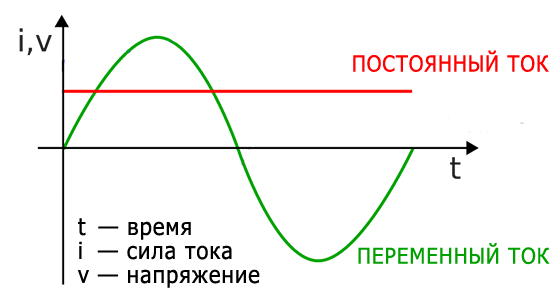 i,v
ПОСТОЯННЫЙ ТОК
t
t — время
i — сила тока
v — напряжение
ПЕРЕМЕННЫЙ ТОК